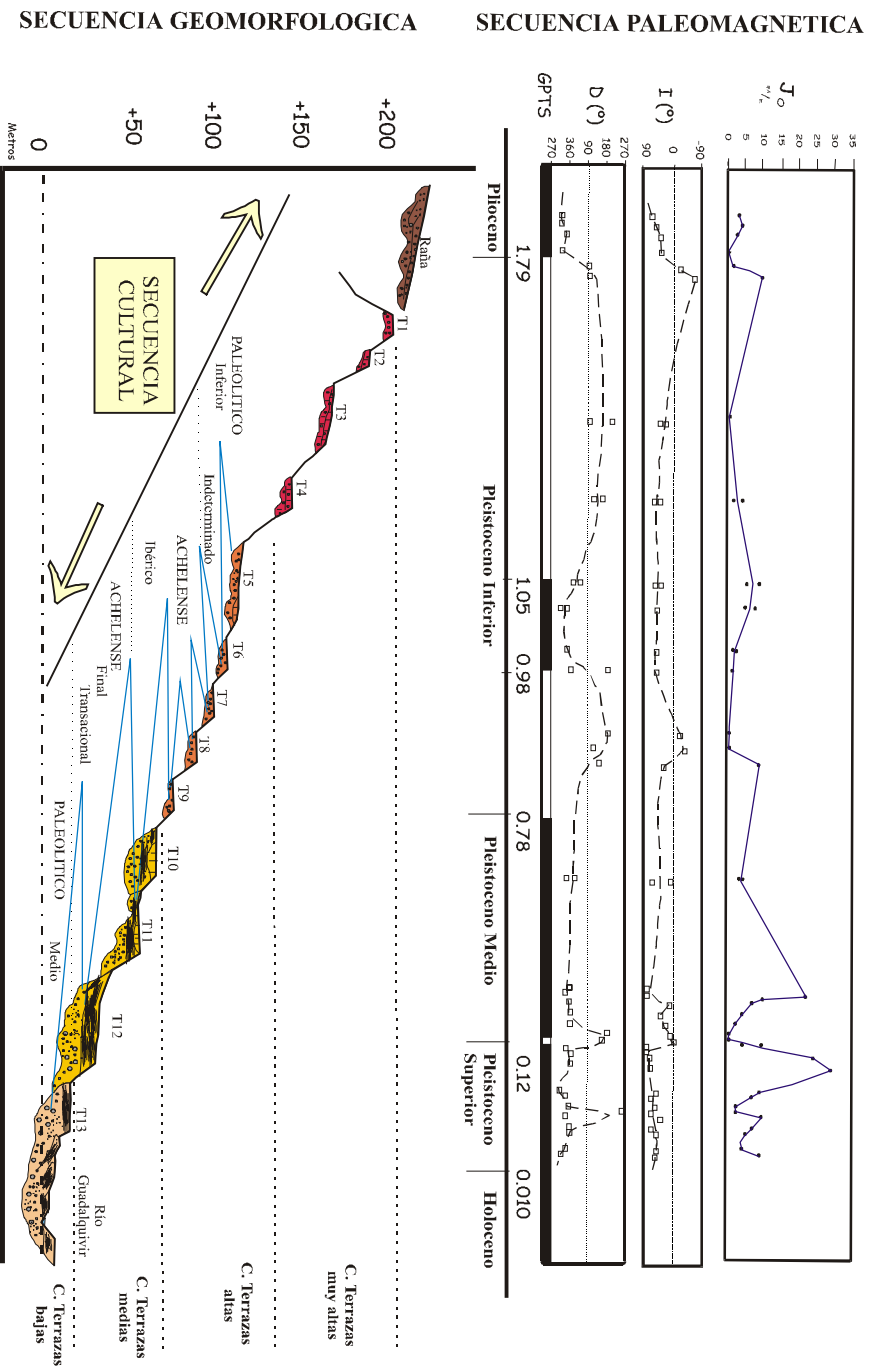 SECUENCIA GEOMORFOLOGICA
SECUENCIA PALEOMAGNETICA
+200
+150
+100
+50
0
Metros
Raña
T1
T2
T3
T4
T5
T6
T7
T8
T9
T10
T11
T12
T13
Río
Guadalquivir
SECUENCIA
CULTURAL
PALEOLITICO
Inferior
Indeterminado
ACHELENSE
Ibérico
ACHELENSE
Final
Transacional
PALEOLITICO
Medio
C. Terrazas
muy altas
C. Terrazas
altas
C. Terrazas
medias
C. Terrazas
bajas
Plioceno
Pleistoceno Inferior
Pleistoceno Medio
Pleistoceno
Superior
Holoceno
1.79
1.05
0.98
0.78
0.12
0.010
GPTS
D (°)
270
180
90
360
270
I (°)
-90
0
90
Jo
35
30
25
20
15
10
5
0